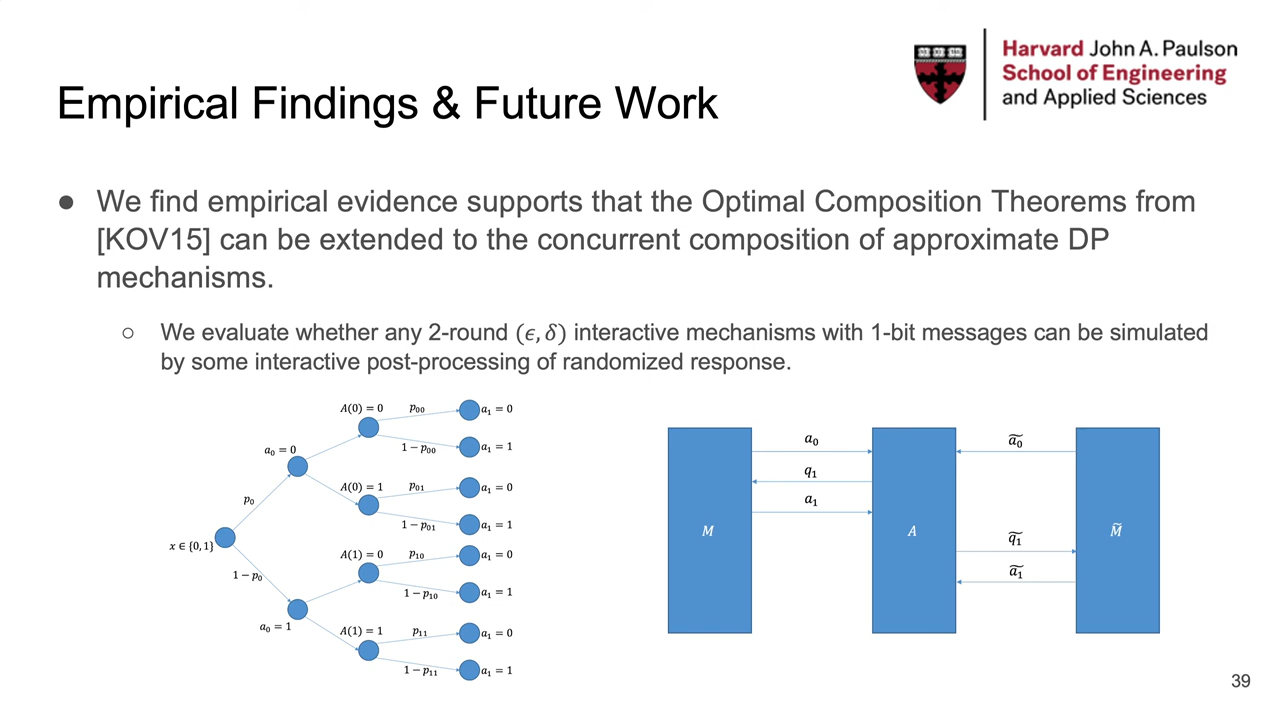 Harvard John A. Paulson
School of Engineering
and Applied Sciences
Empirical Findings & Future Work
● We find empirical evidence supports that the Optimal Composition Theorems from
[KOV15] can be extended to the concurrent composition of approximate DP
mechanisms.
○ We evaluate whether any 2-round (ϵ, δ) interactive mechanisms with 1-bit messages can be simulated
by some interactive post-processing of randomized response.
A(0) = 0
p₀₀
a₁ = 0
a₀ = 0
1 − p₀₀
a₁ = 1
A(0) = 1
p₀₁
a₁ = 0
p₀
1 − p₀₁
a₁ = 1
x ∈ {0,1}
A(1) = 0
p₁₀
a₁ = 0
1 − p₀
1 − p₁₀
a₁ = 1
a₀ = 1
A(1) = 1
p₁₁
a₁ = 0
1 − p₁₁
a₁ = 1
a₀
q₁
a₁
M
A
ã₀
q̃₁
ã₁
M̃
39